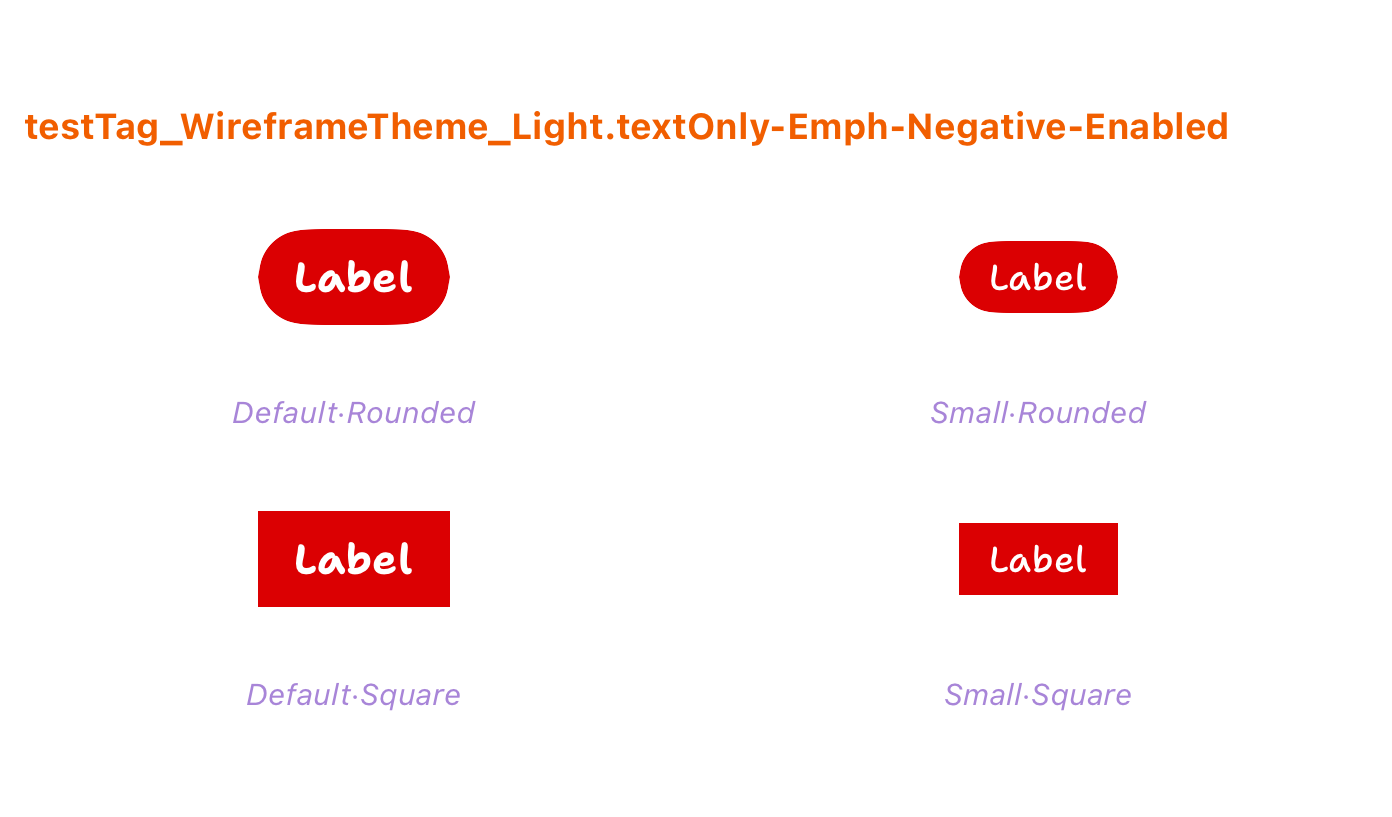 testTag_WireframeTheme_Light.textOnly-Emph-Negative-Enabled
Label
Label
Default·Rounded
Small·Rounded
Label
Label
Default·Square
Small·Square